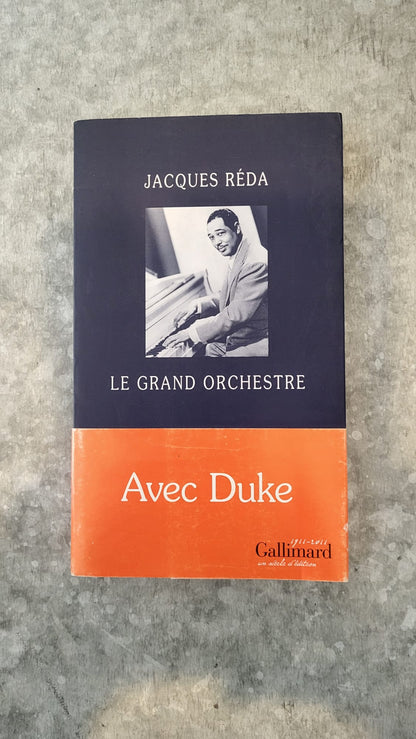 JACQUES RÉDA
LE GRAND ORCHESTRE
Avec Duke
1911-2011
Gallimard
un siècle d'édition